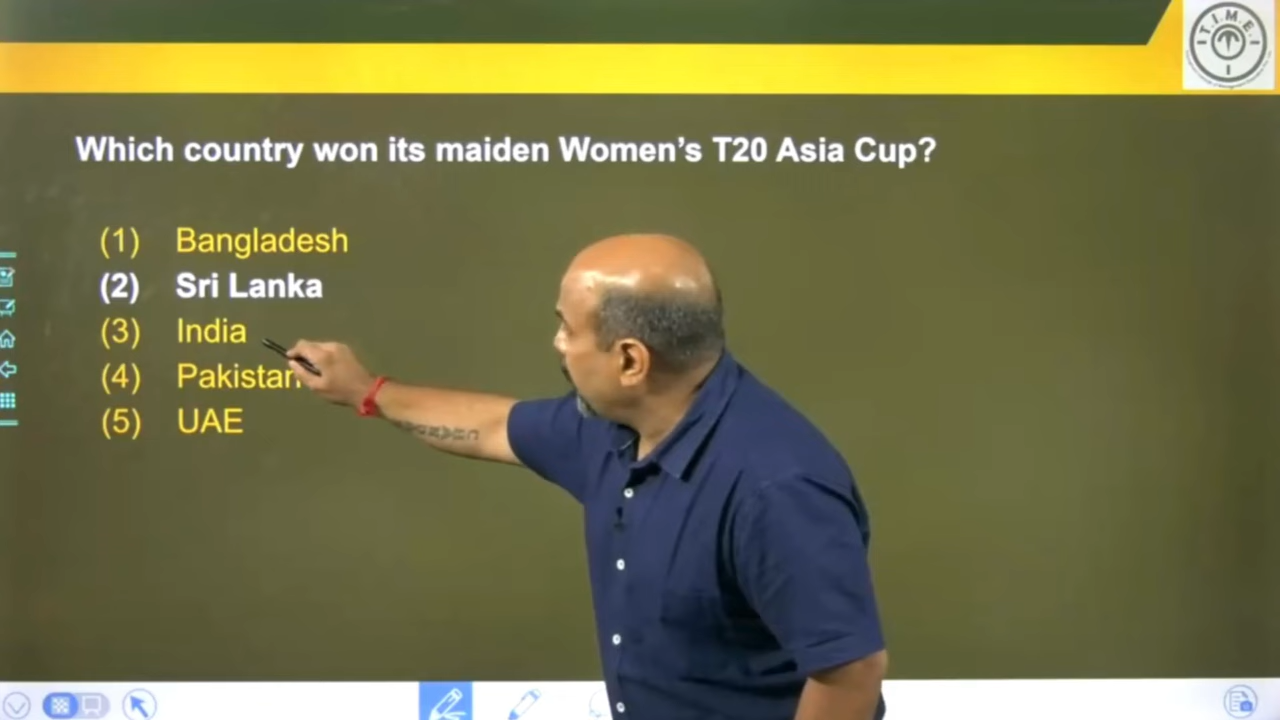 T.I.M.E.
Which country won its maiden Women's T20 Asia Cup?
(1) Bangladesh
(2) Sri Lanka
(3) India
(4) Pakistan
(5) UAE